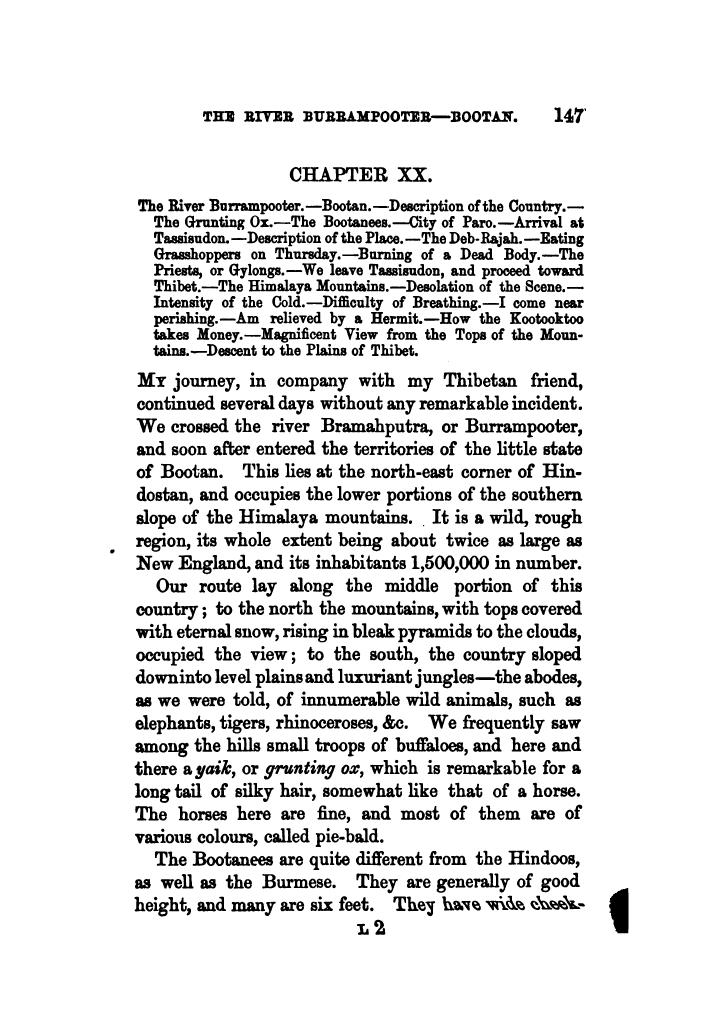 THE RIVER BURRAMPOOTER—BOOTAN. 147
CHAPTER XX.
The River Burrampooter.—Bootan.—Description of the Country.—
The Grunting Ox.—The Bootanees.—City of Paro.—Arrival at
Tassisudon.—Description of the Place.—The Deb-Rajah.—Eating
Grasshoppers on Thursday.—Burning of a Dead Body.—The
Priests, or Gylongs.—We leave Tassisudon, and proceed toward
Thibet.—The Himalaya Mountains.—Desolation of the Scene.—
Intensity of the Cold.—Difficulty of Breathing.—I come near
perishing.—Am relieved by a Hermit.—How the Kootooktoo
takes Money.—Magnificent View from the Tops of the Moun-
tains.—Descent to the Plains of Thibet.
My journey, in company with my Thibetan friend,
continued several days without any remarkable incident.
We crossed the river Bramahputra, or Burrampooter,
and soon after entered the territories of the little state
of Bootan. This lies at the north-east corner of Hin-
dostan, and occupies the lower portions of the southern
slope of the Himalaya mountains. It is a wild, rough
region, its whole extent being about twice as large as
New England, and its inhabitants 1,500,000 in number.
Our route lay along the middle portion of this
country; to the north the mountains, with tops covered
with eternal snow, rising in bleak pyramids to the clouds,
occupied the view; to the south, the country sloped
down into level plains and luxuriant jungles—the abodes,
as we were told, of innumerable wild animals, such as
elephants, tigers, rhinoceroses, &c. We frequently saw
among the hills small troops of buffaloes, and here and
there a yaik, or grunting ox, which is remarkable for a
long tail of silky hair, somewhat like that of a horse.
The horses here are fine, and most of them are of
various colours, called pie-bald.
The Bootanees are quite different from the Hindoos,
as well as the Burmese. They are generally of good
height, and many are six feet. They have wide cheek-
L 2